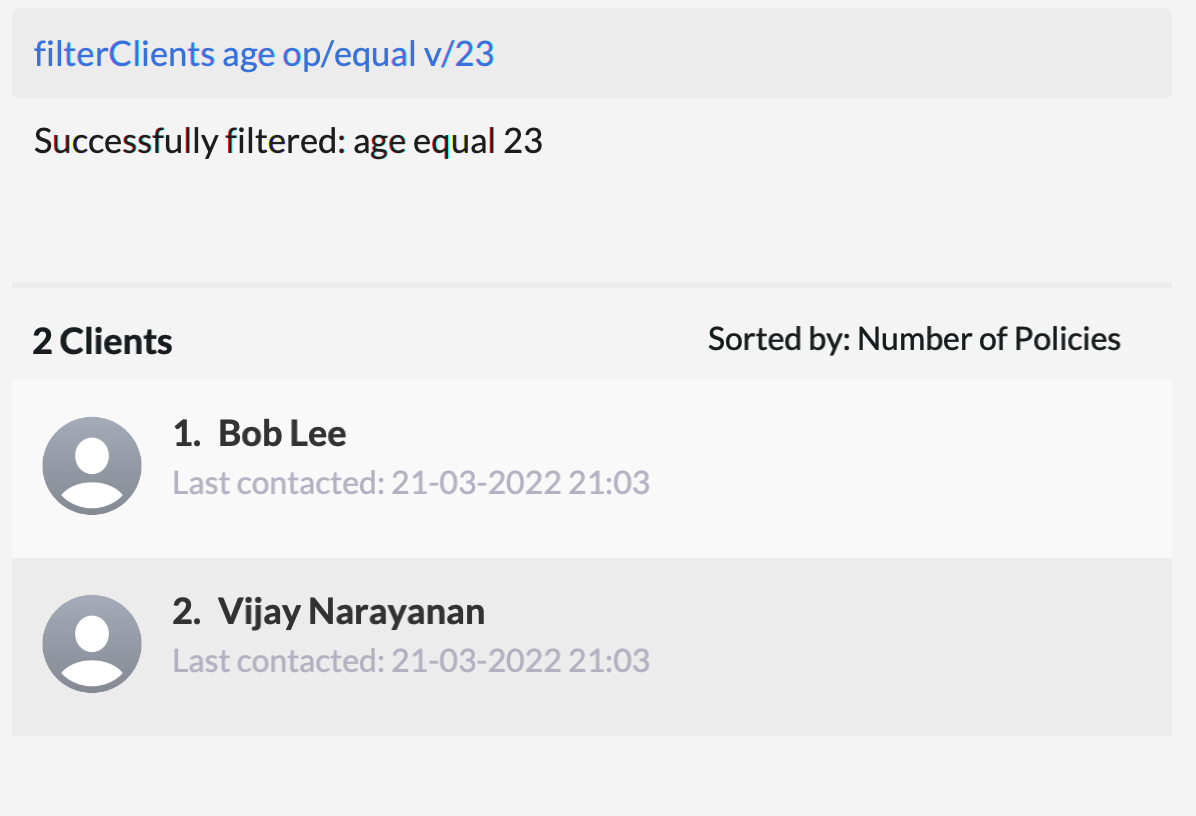 filterClients age op/equal v/23
Successfully filtered: age equal 23
2 Clients
Sorted by: Number of Policies
1. Bob Lee
Last contacted: 21-03-2022 21:03
2. Vijay Narayanan
Last contacted: 21-03-2022 21:03